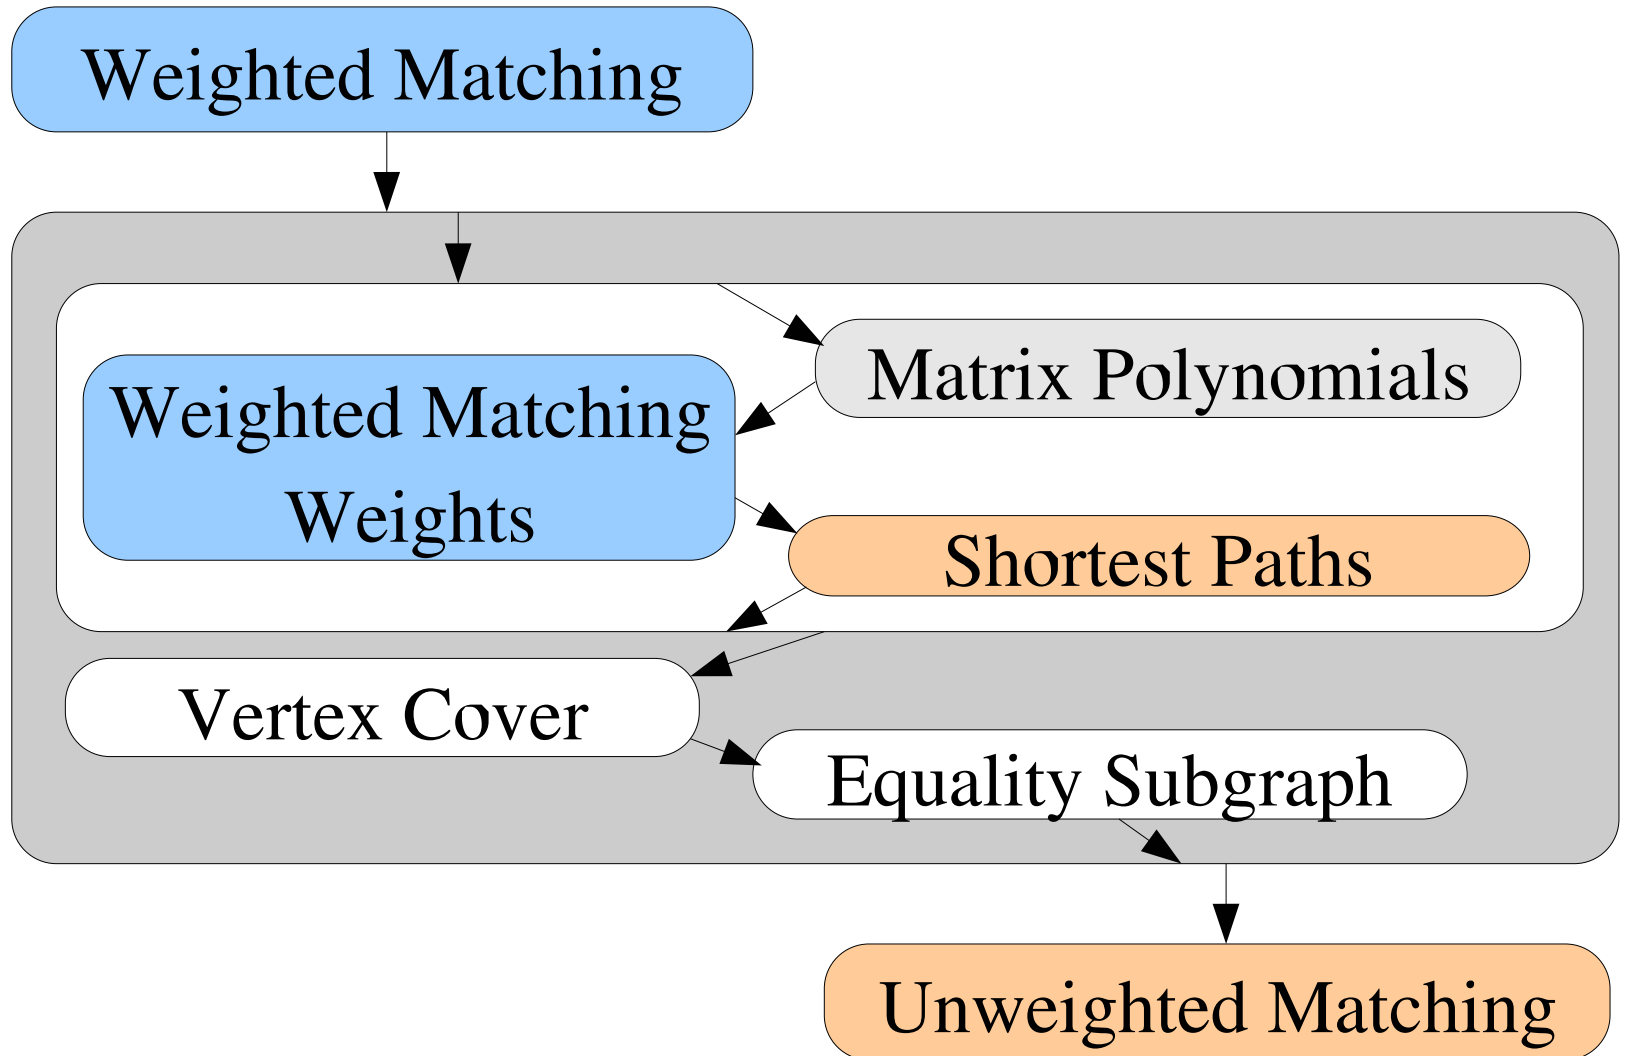 Weighted Matching
Matrix Polynomials
Weighted Matching
Weights
Shortest Paths
Vertex Cover
Equality Subgraph
Unweighted Matching